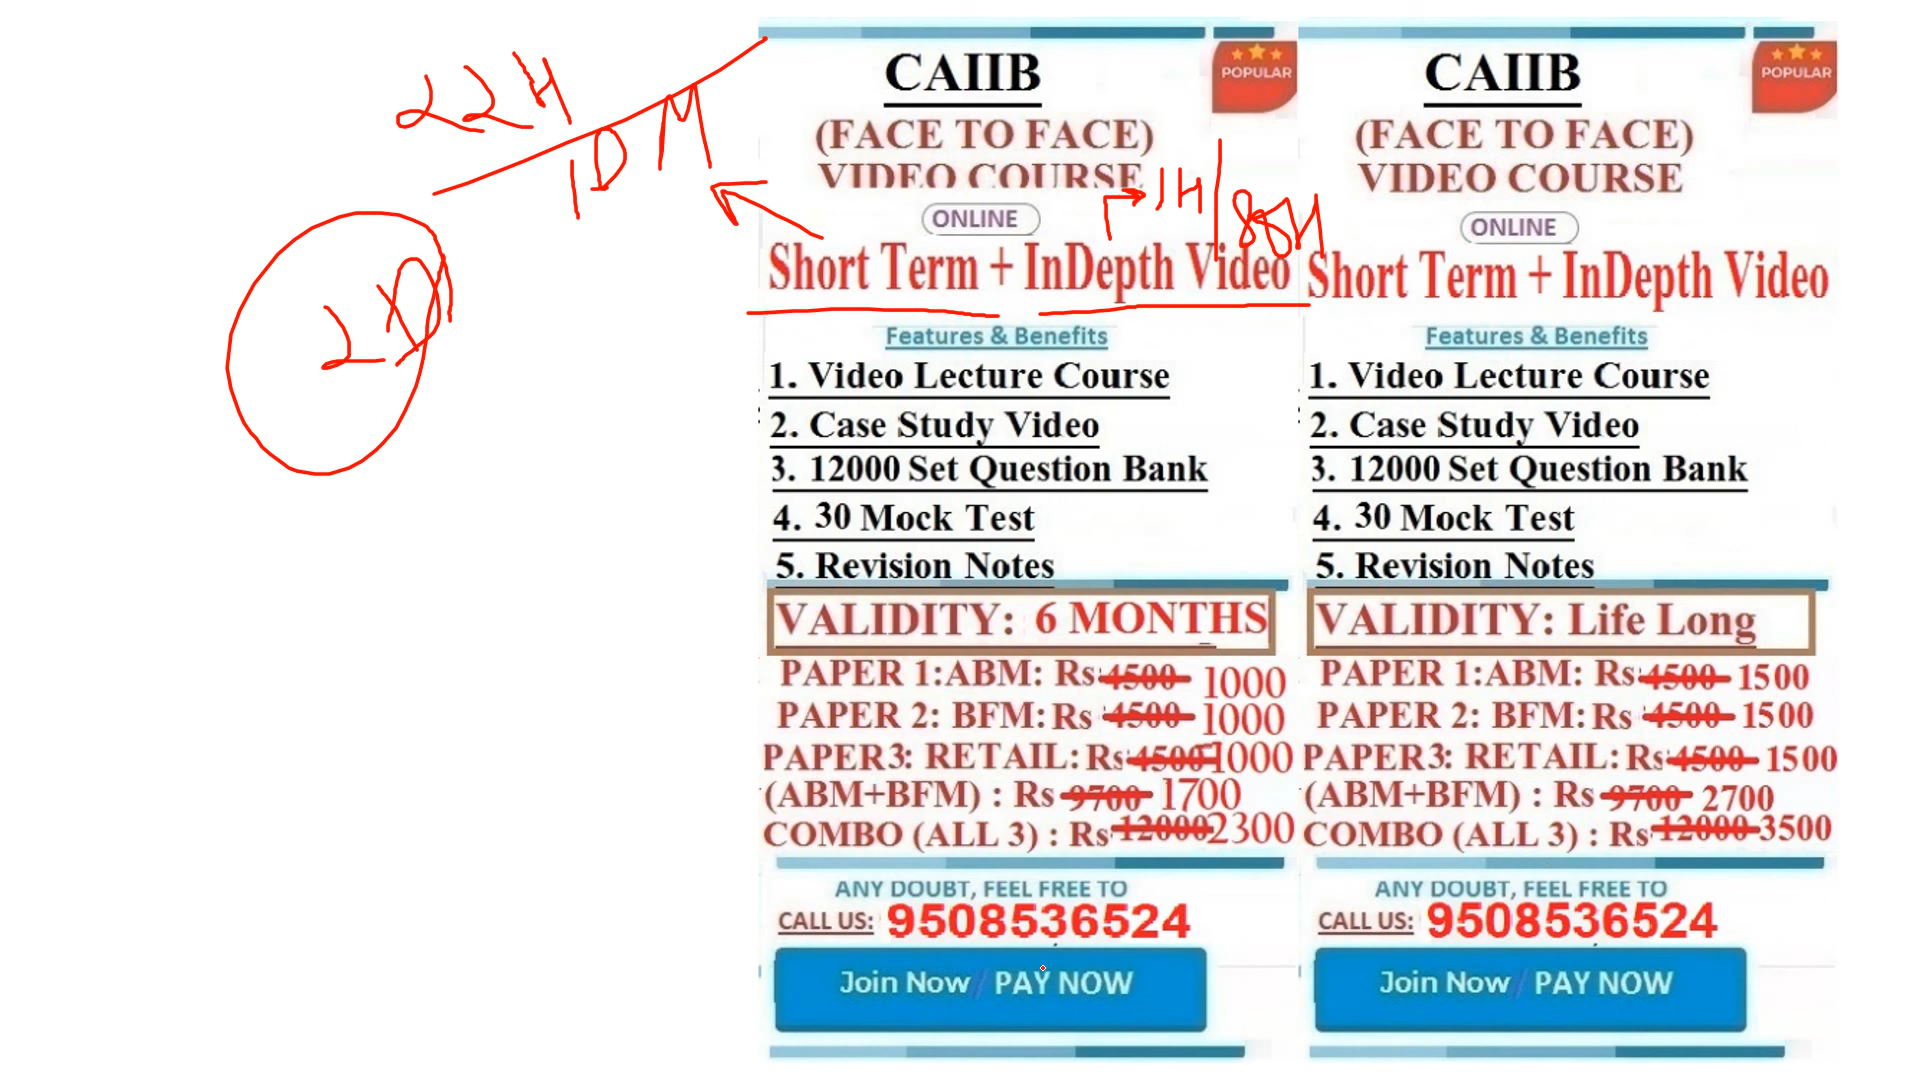 22H
1DM
2D
CAIIB
POPULAR
(FACE TO FACE)
VIDEO COURSE
1H
88M
ONLINE
Short Term + InDepth Video
Features & Benefits
1. Video Lecture Course
2. Case Study Video
3. 12000 Set Question Bank
4. 30 Mock Test
5. Revision Notes
VALIDITY: 6 MONTHS
PAPER 1:ABM: Rs 4500 1000
PAPER 2: BFM: Rs 4500 1000
PAPER3: RETAIL: Rs 4500 1000
(ABM+BFM) : Rs 9700 1700
COMBO (ALL 3) : Rs 12000 2300
ANY DOUBT, FEEL FREE TO
CALL US: 9508536524
Join Now / PAY NOW
CAIIB
POPULAR
(FACE TO FACE)
VIDEO COURSE
ONLINE
Short Term + InDepth Video
Features & Benefits
1. Video Lecture Course
2. Case Study Video
3. 12000 Set Question Bank
4. 30 Mock Test
5. Revision Notes
VALIDITY: Life Long
PAPER 1:ABM: Rs 4500 1500
PAPER 2: BFM: Rs 4500 1500
PAPER3: RETAIL: Rs 4500 1500
(ABM+BFM) : Rs 9700 2700
COMBO (ALL 3) : Rs 12000 3500
ANY DOUBT, FEEL FREE TO
CALL US: 9508536524
Join Now / PAY NOW